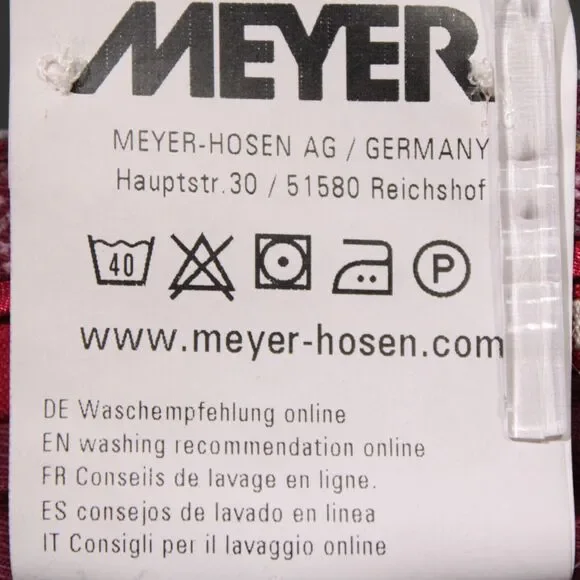 MEYER
MEYER-HOSEN AG / GERMANY
Hauptstr.30 / 51580 Reichshof
40 P
www.meyer-hosen.com
DE Waschempfehlung online
EN washing recommendation online
FR Conseils de lavage en ligne.
ES consejos de lavado en linea
IT Consigli per il lavaggio online